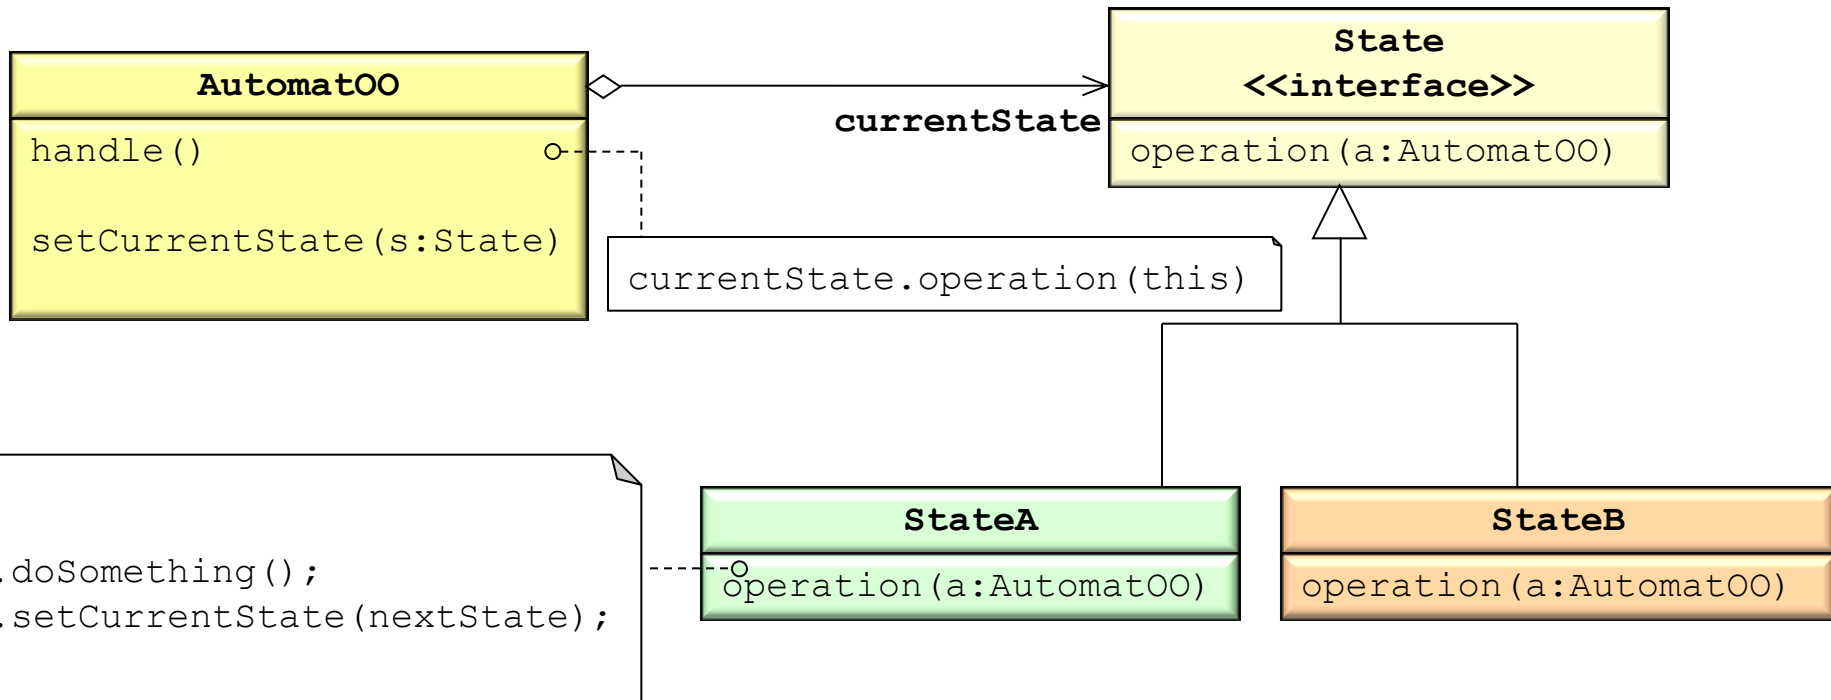 AutomatOO
handle()
setCurrentState(s:State)
currentState
State
<<interface>>
operation(a:AutomatOO)
currentState.operation(this)
.doSomething();
.setCurrentState(nextState);
StateA
operation(a:AutomatOO)
StateB
operation(a:AutomatOO)